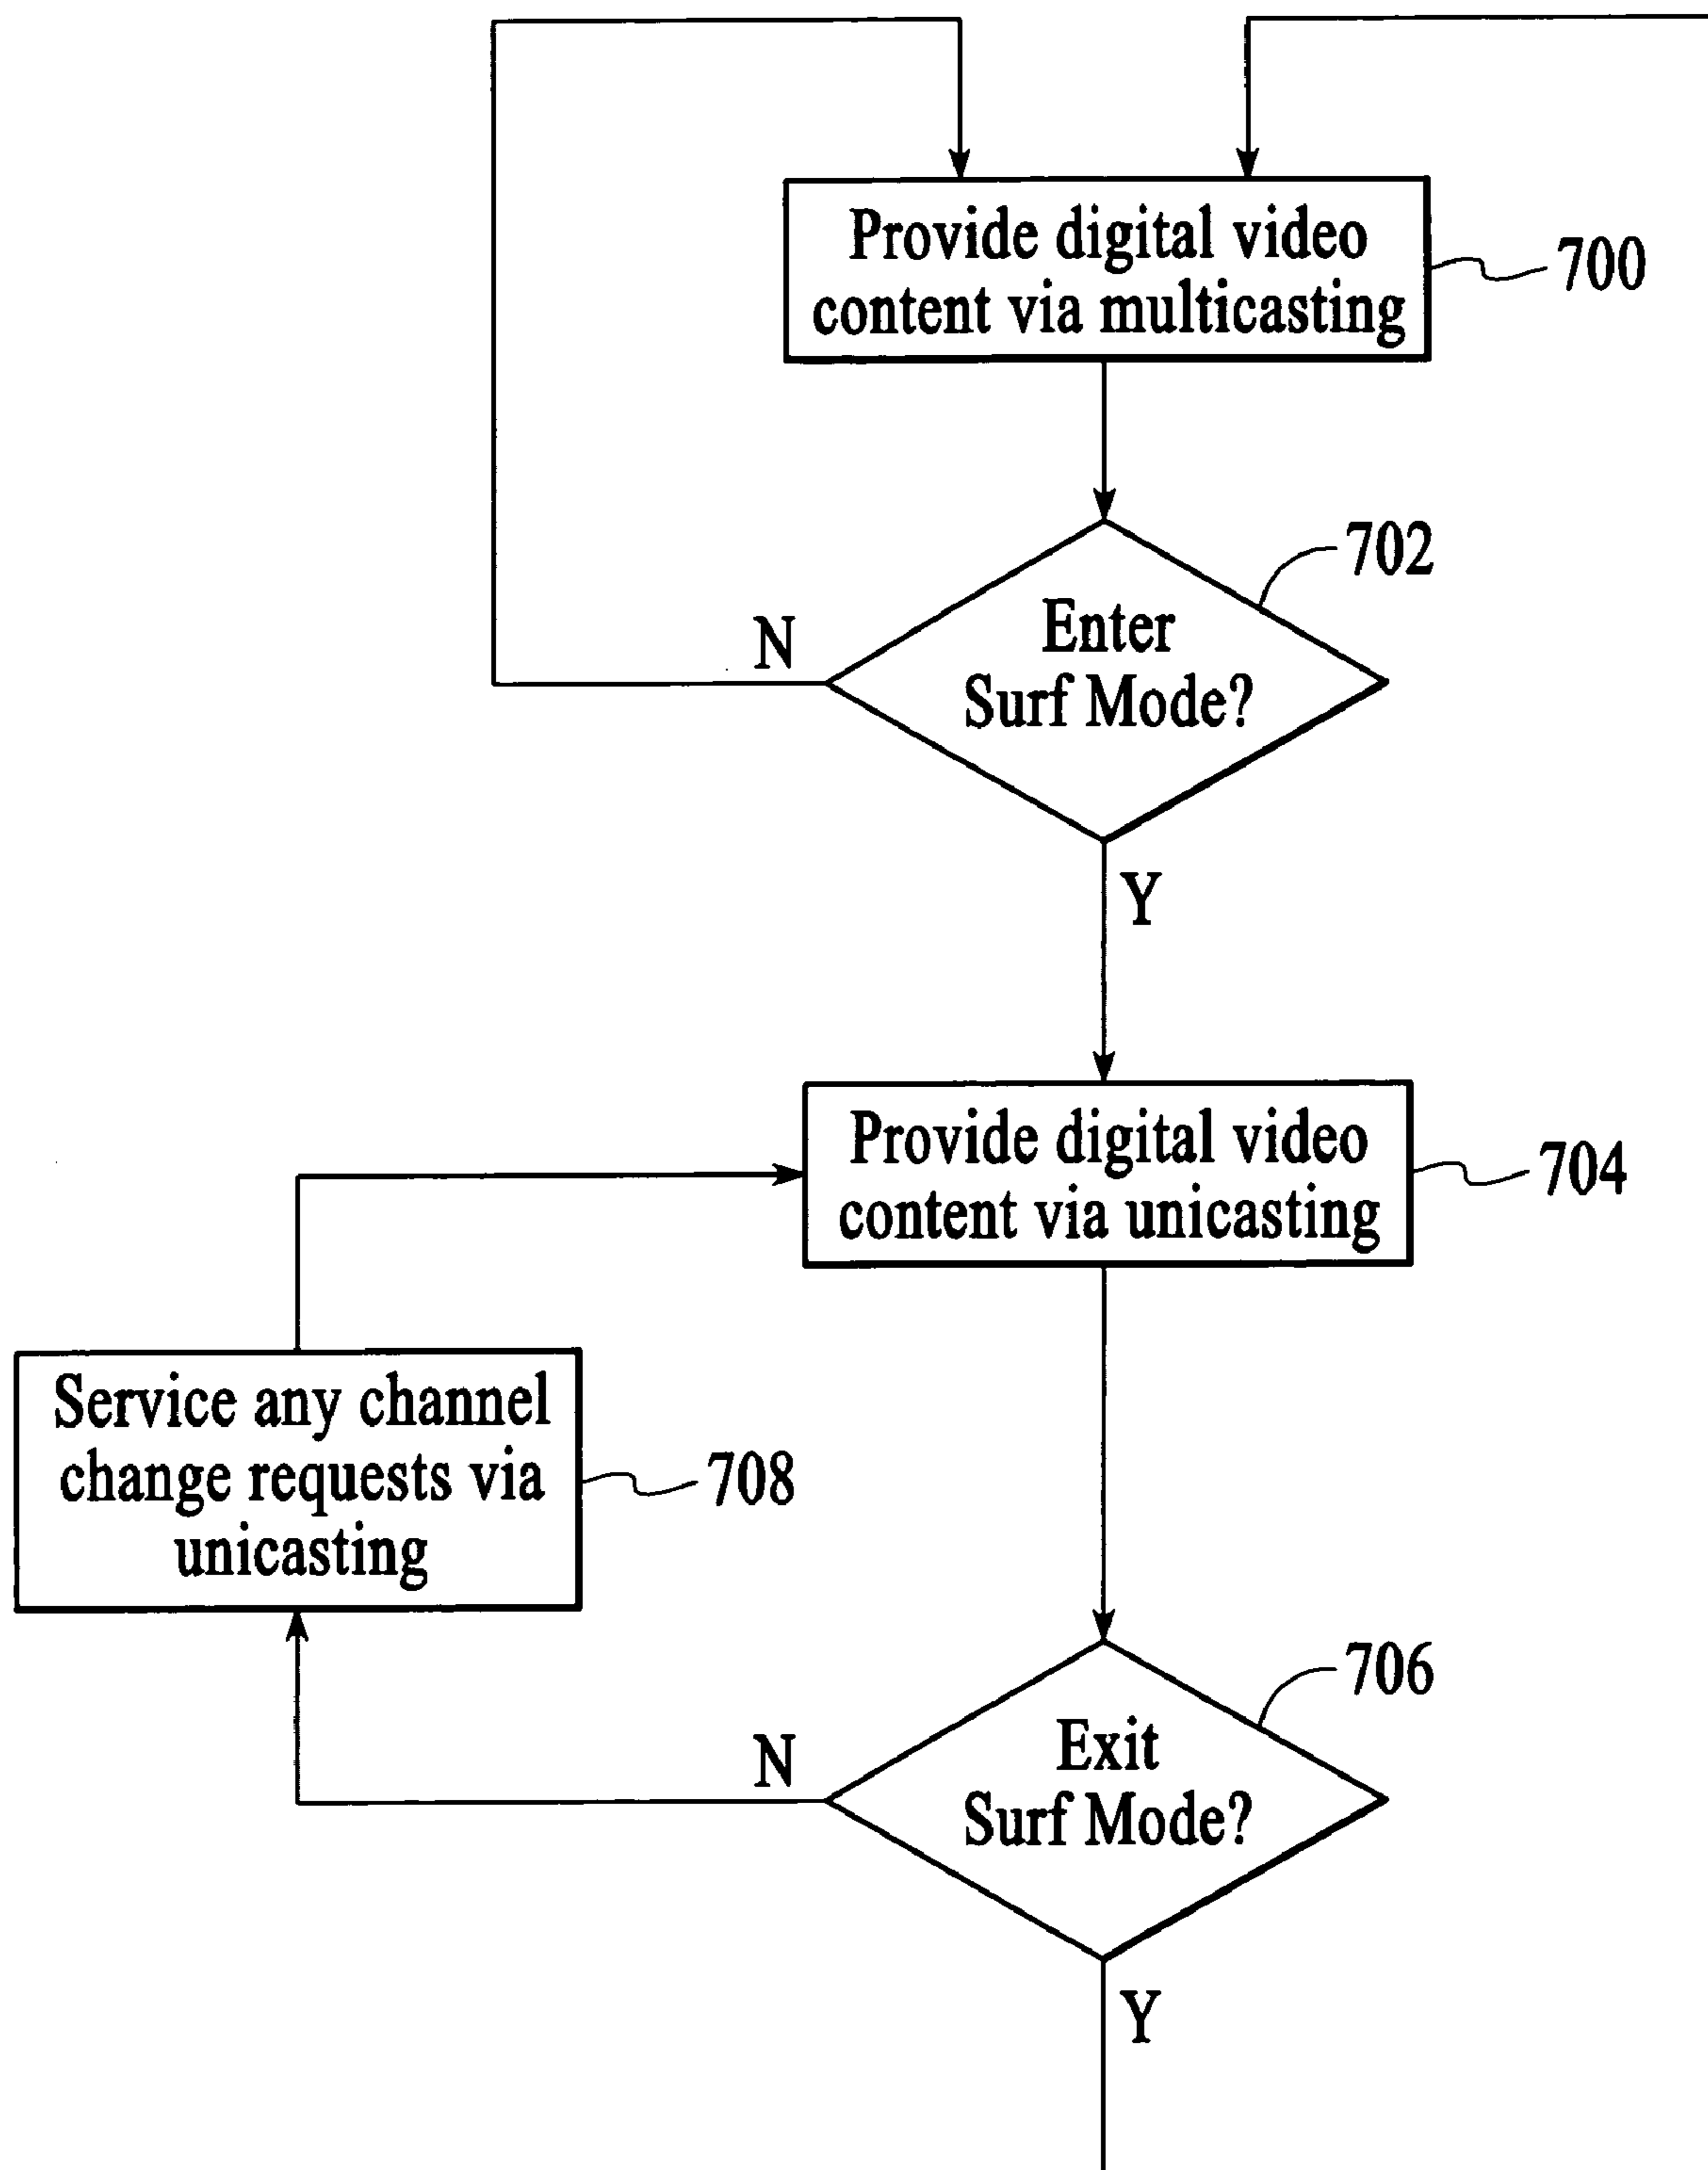 Provide digital video
content via multicasting
700
702
Enter
Surf Mode?
N
Y
Provide digital video
content via unicasting
704
Service any channel
change requests via
unicasting
708
706
Exit
Surf Mode?
N
Y